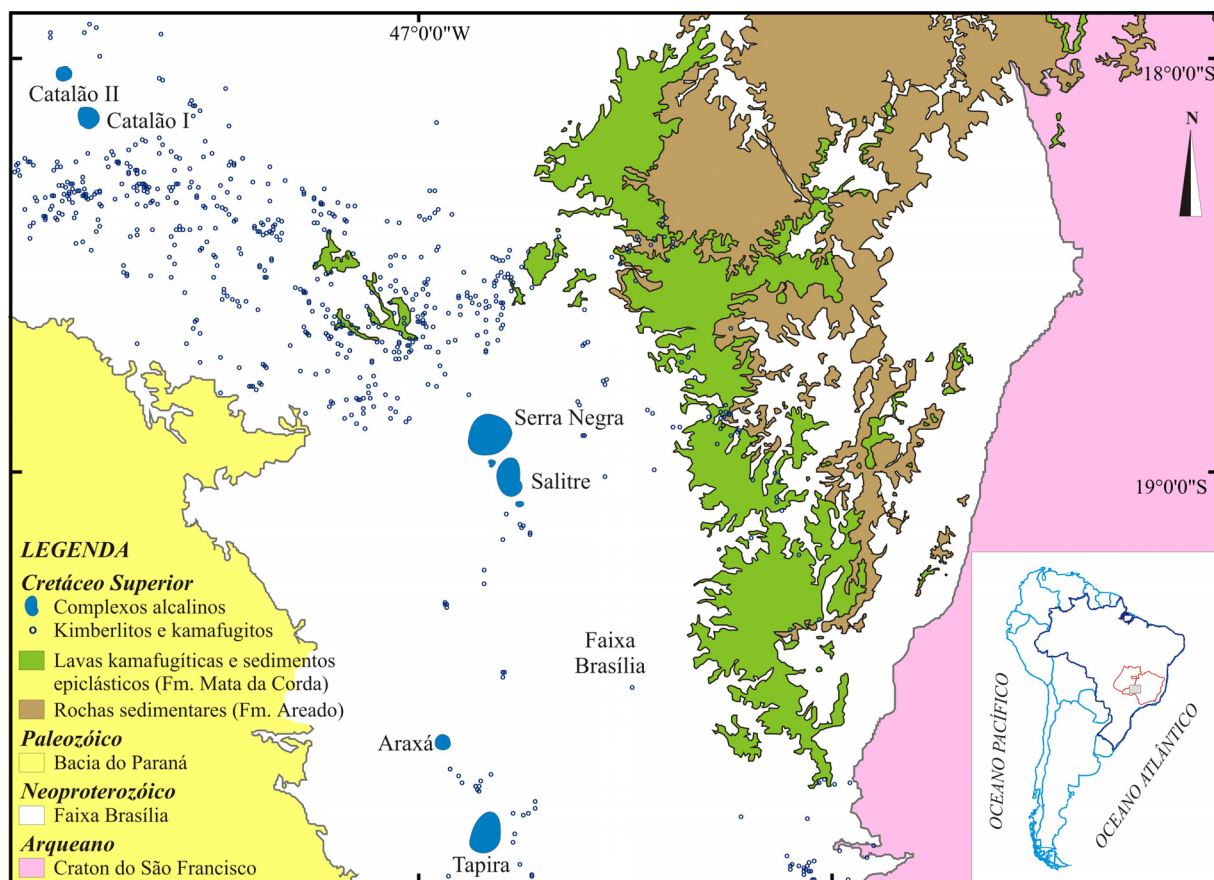 47°0'0"W
18°0'0"S
Catalão II
Catalão I
N
Serra Negra
Salitre
19°0'0"S
Faixa
Brasília
Araxá
Tapira
LEGENDA
Cretáceo Superior
Complexos alcalinos
Kimberlitos e kamafugitos
Lavas kamafugíticas e sedimentos
epiclásticos (Fm. Mata da Corda)
Rochas sedimentares (Fm. Areado)
Paleozóico
Bacia do Paraná
Neoproterozóico
Faixa Brasília
Arqueano
Craton do São Francisco
OCEANO PACÍFICO
OCEANO ATLÂNTICO